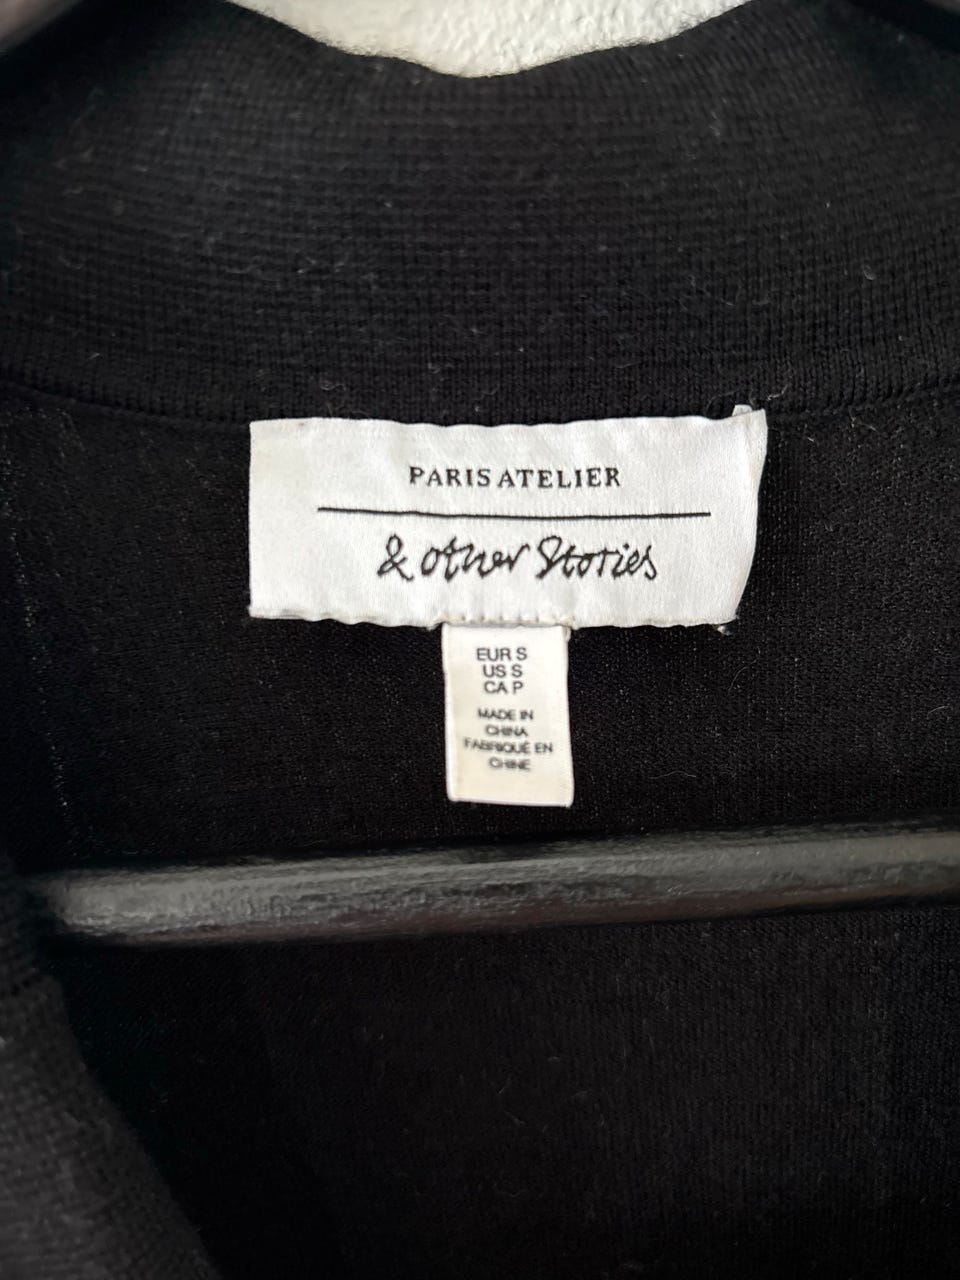 PARIS ATELIER
& other Stories
EUR S
US S
CA P
MADE IN
CHINA
FABRIQUÉ EN
CHINE